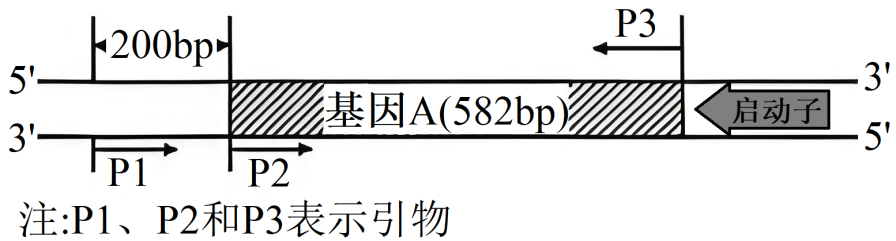 200bp
P3
5' 3'
基因A(582bp)
启动子
3' 5'
P1 P2
注:P1、P2和P3表示引物